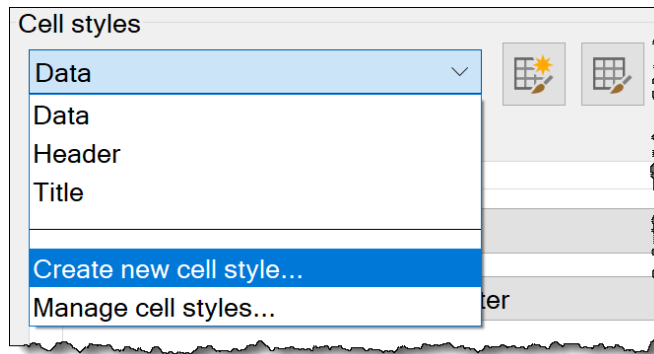 Cell styles
Data
Data
Header
Title
Create new cell style...
Manage cell styles...
ter